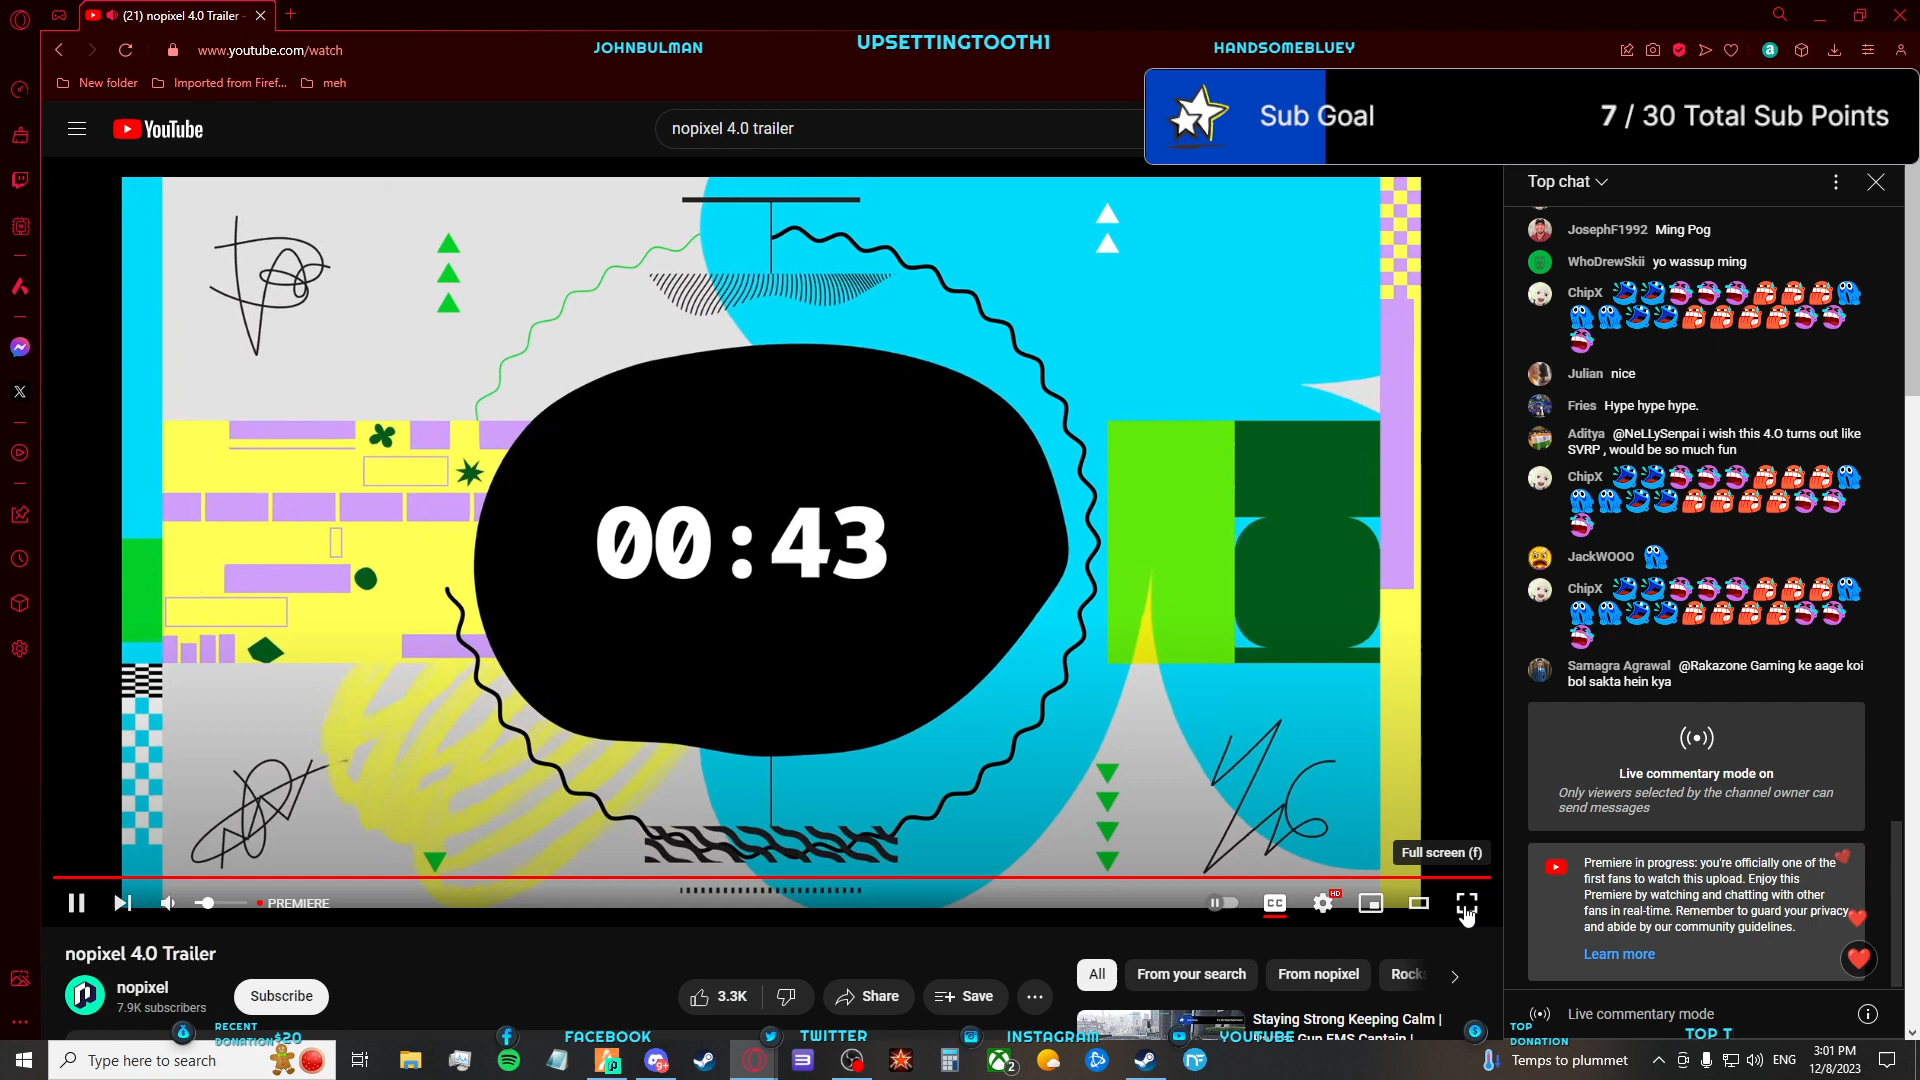 (21) nopixel 4.0 Trailer -
www.youtube.com/watch
JOHNBULMAN
UPSETTINGTOOTH1
HANDSOMEBLUEY
New folder
Imported from Firef...
meh
YouTube
nopixel 4.0 trailer
Sub Goal
7 / 30 Total Sub Points
Top chat
JosephF1992 Ming Pog
WhoDrewSkii yo wassup ming
ChipX
Julian nice
Fries Hype hype hype.
Aditya @NeLLySenpai i wish this 4.O turns out like
SVRP , would be so much fun
ChipX
JackWOOO
ChipX
Samagra Agrawal @Rakazone Gaming ke aage koi
bol sakta hein kya
Live commentary mode on
Only viewers selected by the channel owner can
send messages
Premiere in progress: you're officially one of the
first fans to watch this upload. Enjoy this
Premiere by watching and chatting with other
fans in real-time. Remember to guard your privacy
and abide by our community guidelines.
Learn more
Live commentary mode
00:43
Full screen (f)
PREMIERE
CC
HD
nopixel 4.0 Trailer
nopixel
7.9K subscribers
Subscribe
3.3K
Share
Save
All
From your search
From nopixel
Staying Strong Keeping Calm |
RECENT
DONATION
$20
FACEBOOK
TWITTER
INSTAGRAM
YOUTUBE
TOP
DONATION
TOP T
Type here to search
9+
2
Temps to plummet
ENG
3:01 PM
12/8/2023